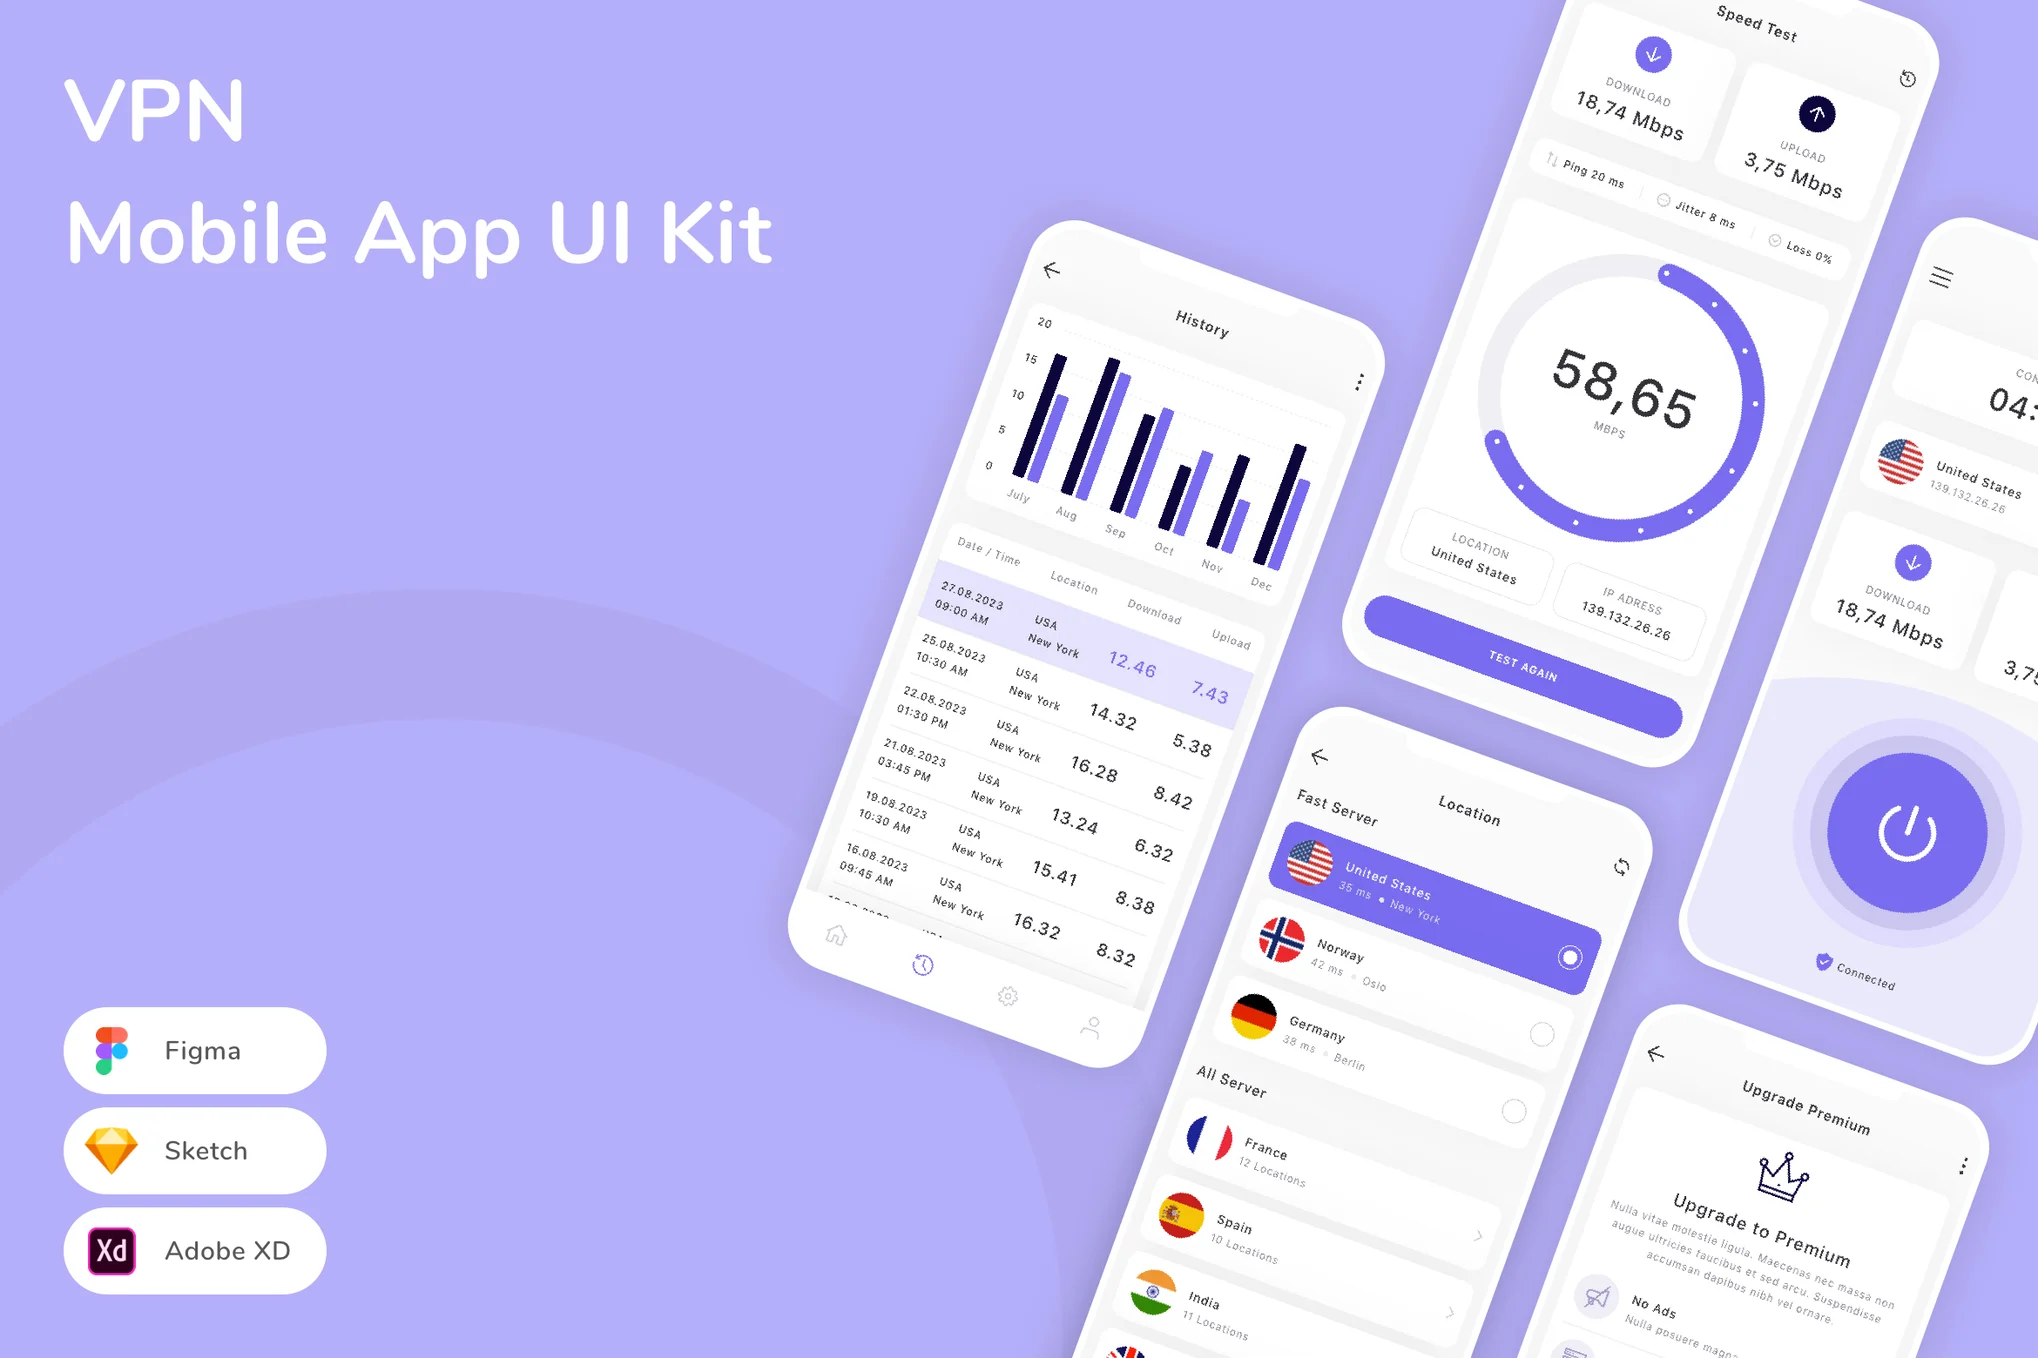 VPN
Mobile App UI Kit
Figma
Sketch
Xd
Adobe XD
History
20
15
10
5
0
July
Aug
Sep
Oct
Nov
Dec
Date / Time
Location
Download
Upload
27.08.2023
09:00 AM
USA
New York
12.46
7.43
25.08.2023
10:30 AM
USA
New York
14.32
5.38
22.08.2023
01:30 PM
USA
New York
16.28
8.42
21.08.2023
03:45 PM
USA
New York
13.24
6.32
19.08.2023
10:30 AM
USA
New York
15.41
8.38
16.08.2023
09:45 AM
USA
New York
16.32
8.32
Speed Test
DOWNLOAD
18,74 Mbps
UPLOAD
3,75 Mbps
Ping 20 ms
Jitter 8 ms
Loss 0%
58,65
MBPS
LOCATION
United States
IP ADRESS
139.132.26.26
TEST AGAIN
Location
Fast Server
United States
35 ms • New York
Norway
42 ms • Oslo
Germany
38 ms • Berlin
All Server
France
12 Locations
Spain
10 Locations
India
11 Locations
CON
04:
United States
139,132.26.26
DOWNLOAD
18,74 Mbps
3,75
Connected
Upgrade Premium
Upgrade to Premium
Nulla vitae molestie ligula. Maecenas nec massa non
augue ultricies faucibus et sed arcu. Suspendisse
accumsan dapibus nibh vel ornare.
No Ads
Nulla posuere magna